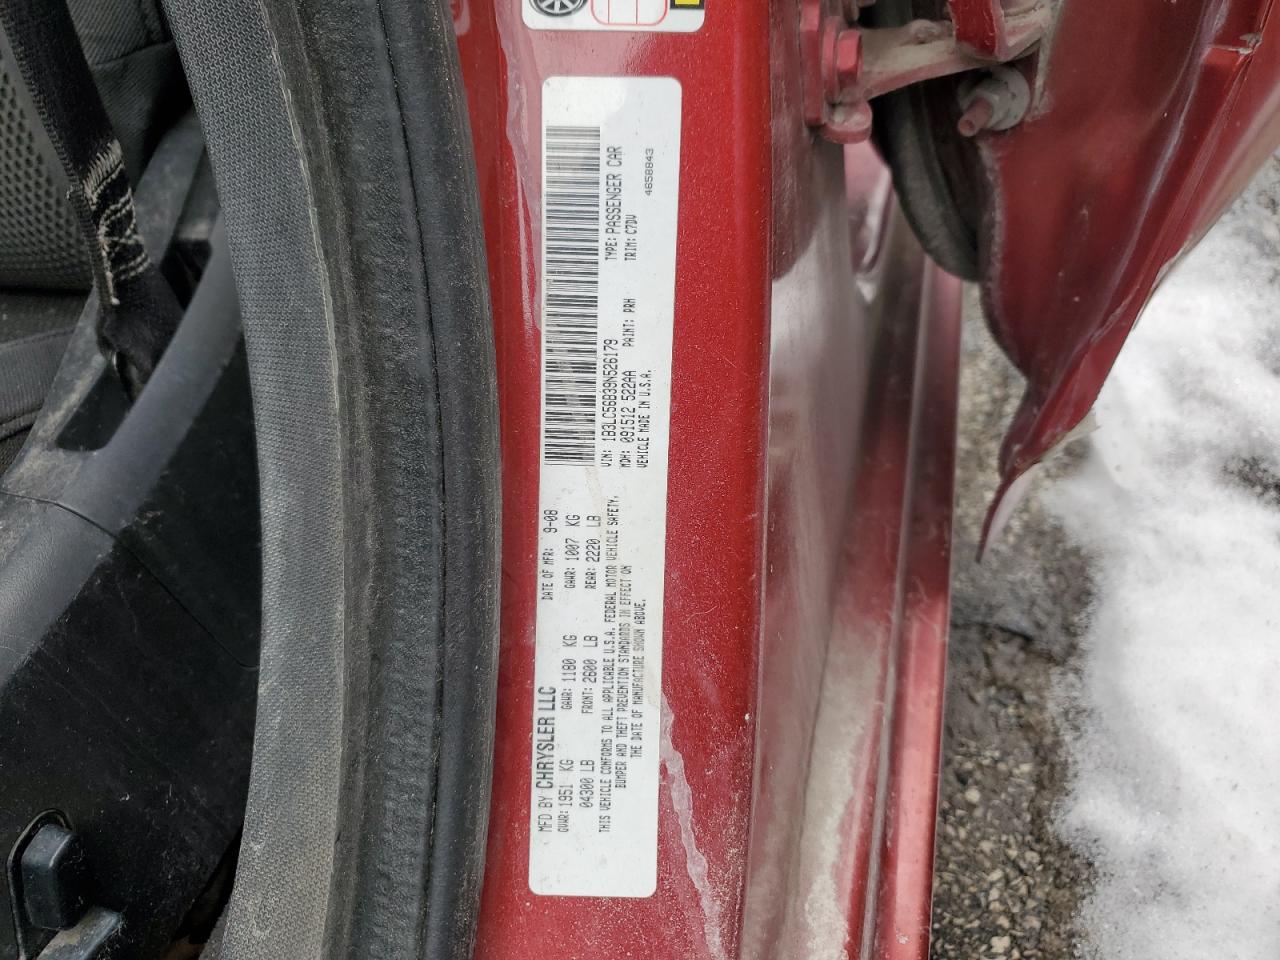 MFD BY CHRYSLER LLC DATE OF MFR: 9-08
GVWR: 1951 KG GAWR: 1180 KG GAWR: 1007 KG
04300 LB FRONT: 2600 LB REAR: 2220 LB
THIS VEHICLE CONFORMS TO ALL APPLICABLE U.S.A. FEDERAL MOTOR VEHICLE SAFETY,
BUMPER AND THEFT PREVENTION STANDARDS IN EFFECT ON
THE DATE OF MANUFACTURE SHOWN ABOVE.
VIN: 1B3LC56B39N526179 TYPE: PASSENGER CAR
MDH: 091512 522AA PAINT: PRH TRIM: C7DV
VEHICLE MADE IN U.S.A. 4658843